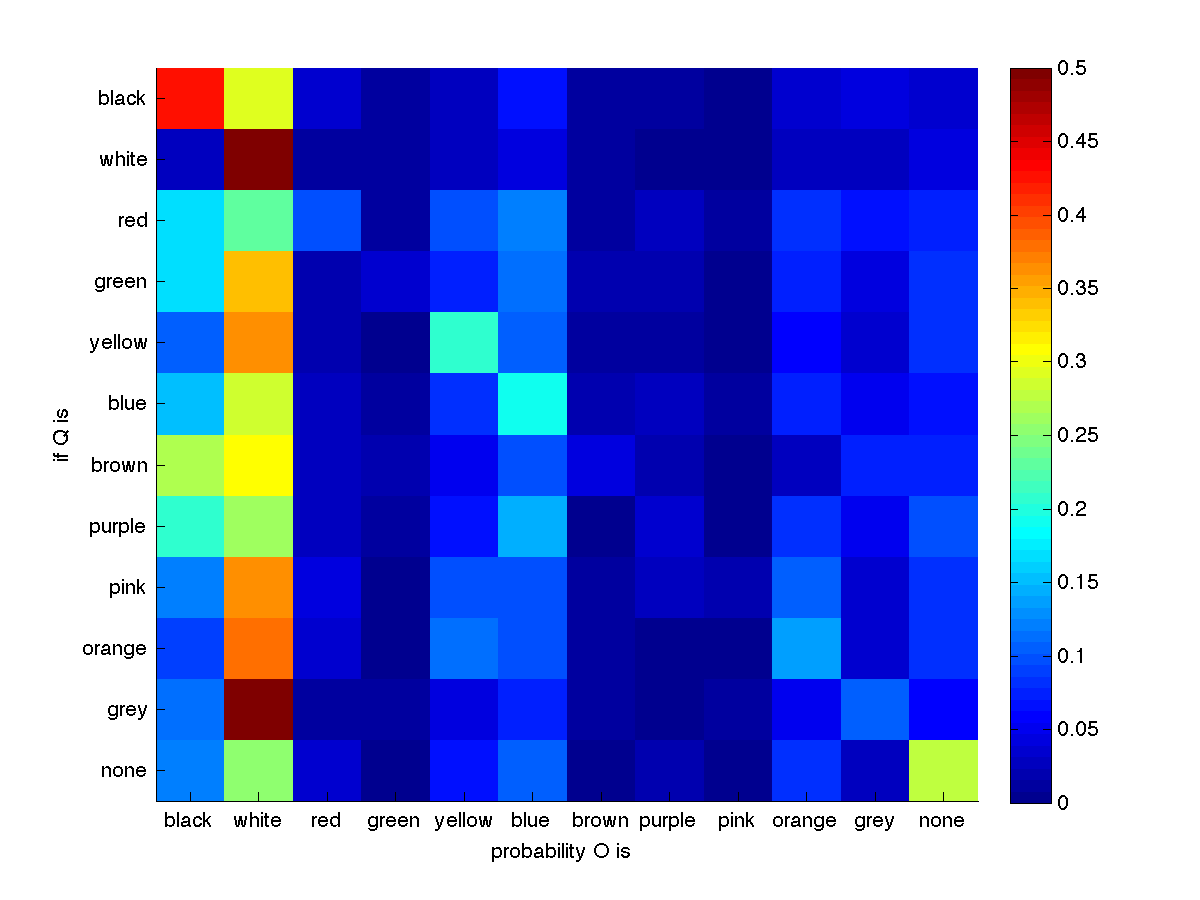 black
white
red
green
yellow
blue
brown
purple
pink
orange
grey
none
if Q is
black white red green yellow blue brown purple pink orange grey none
probability O is
0.5
0.45
0.4
0.35
0.3
0.25
0.2
0.15
0.1
0.05
0